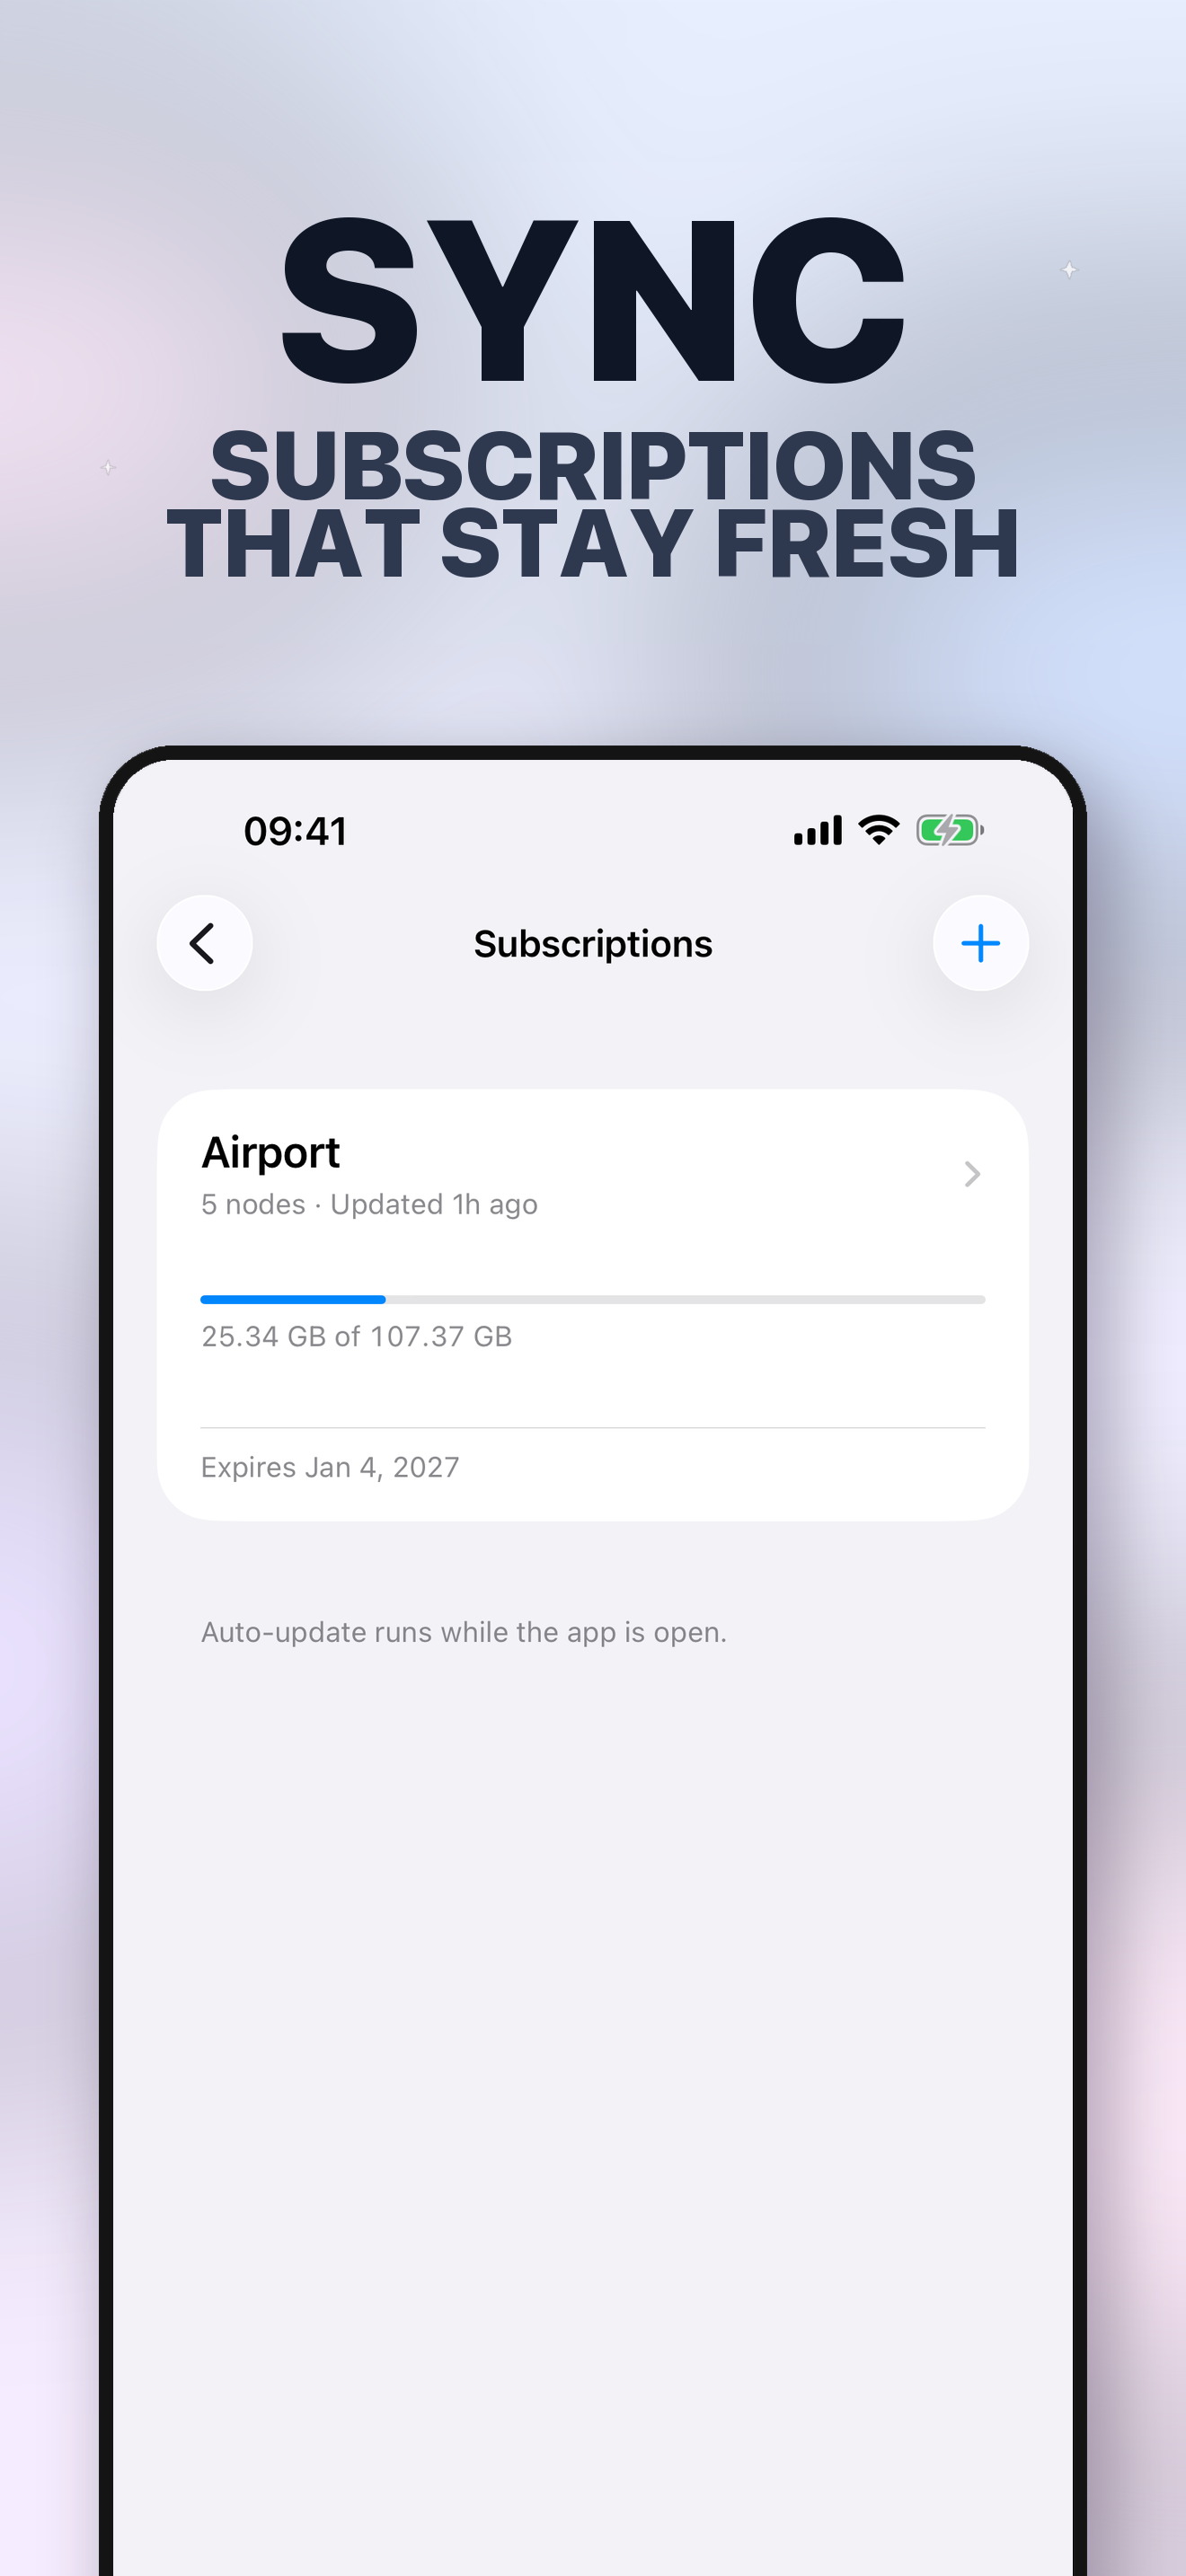 SYNC
SUBSCRIPTIONS
THAT STAY FRESH
09:41
Subscriptions
Airport
5 nodes · Updated 1h ago
25.34 GB of 107.37 GB
Expires Jan 4, 2027
Auto-update runs while the app is open.